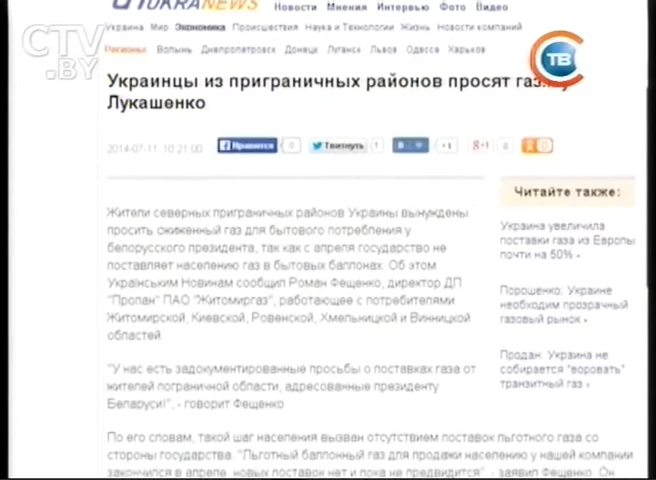 UKRANEWS
Новости Мнения Интервью Фото Видео
Украина Мир Экономика Происшествия Наука и Технологии Жизнь Новости компаний
Регионы: Волынь Днепропетровск Донецк Луганск Львов Одесса Харьков
CTV
.BY
СТВ
Украинцы из приграничных районов просят газ у
Лукашенко
2014-07-11 10:21:00 Нравится 0 Твитнуть 1 В +1 g+1 0 0
Читайте также:
Жители северных приграничных районов Украины вынуждены
просить сжиженный газ для бытового потребления у
белорусского президента, так как с апреля государство не
поставляет населению газ в бытовых баллонах. Об этом
Українським Новинам сообщил Роман Фещенко, директор ДП
"Пропан" ПАО "Житомиргаз", работающее с потребителями
Житомирской, Киевской, Ровенской, Хмельницкой и Винницкой
областей.
"У нас есть задокументированные просьбы о поставках газа от
жителей пограничной области, адресованные президенту
Беларуси!", - говорит Фещенко
По его словам, такой шаг населения вызван отсутствием поставок льготного газа со
стороны государства. "Льготный баллонный газ для продажи населению у нашей компании
закончился в апреле, новых поставок нет и пока не предвидится" - заявил Фещенко. Он
Украина увеличила
поставки газа из Европы
почти на 50%
Порошенко: Украине
необходим прозрачный
газовый рынок
Продан: Украина не
собирается "воровать"
транзитный газ